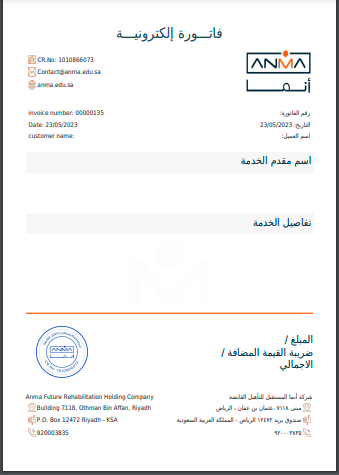 فاتـــورة إلكترونيـــة
CR.No: 1010866073
Contact@anma.edu.sa
anma.edu.sa
ANMA
أنــمــا
invoice number: 00000135
رقم الفاتورة:
Date: 23/05/2023
التاريخ: 23/05/2023
customer name:
اسم العميل:
اسم مقدم الخدمة
تفاصيل الخدمة
المبلغ /
ضريبة القيمة المضافة /
الاجمالي
ANMA
Anma Future Rehabilitation Holding Company
شركة أنما المستقبل للتأهيل القابضة
Building 7118, Othman Bin Affan, Riyadh
مبنى ٧١١٨ ،عثمان بن عفان ، الرياض
P.O. Box 12472 Riyadh - KSA
صندوق بريد ١٢٤٧٢ الرياض - المملكة العربية السعودية
920003835
٩٢٠٠٠٣٨٣٥